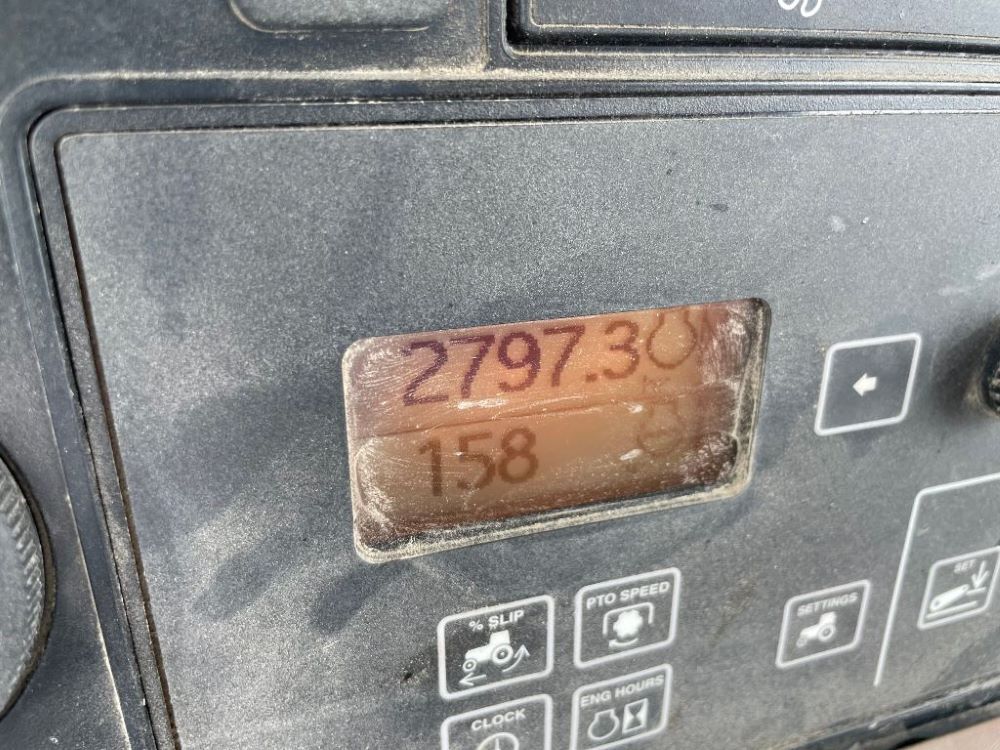 2797.3
158
% SLIP
PTO SPEED
SETTINGS
SET
CLOCK
ENG HOURS